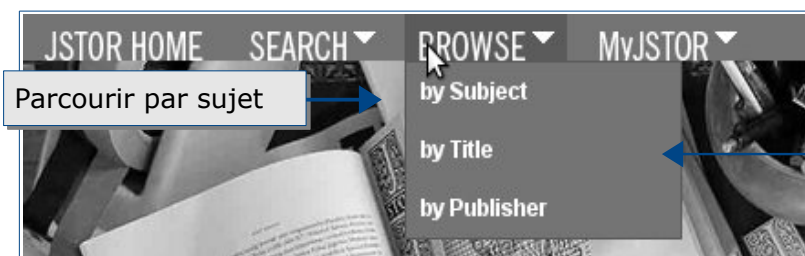 JSTOR HOME SEARCH BROWSE MyJSTOR
Parcourir par sujet
by Subject
by Title
by Publisher